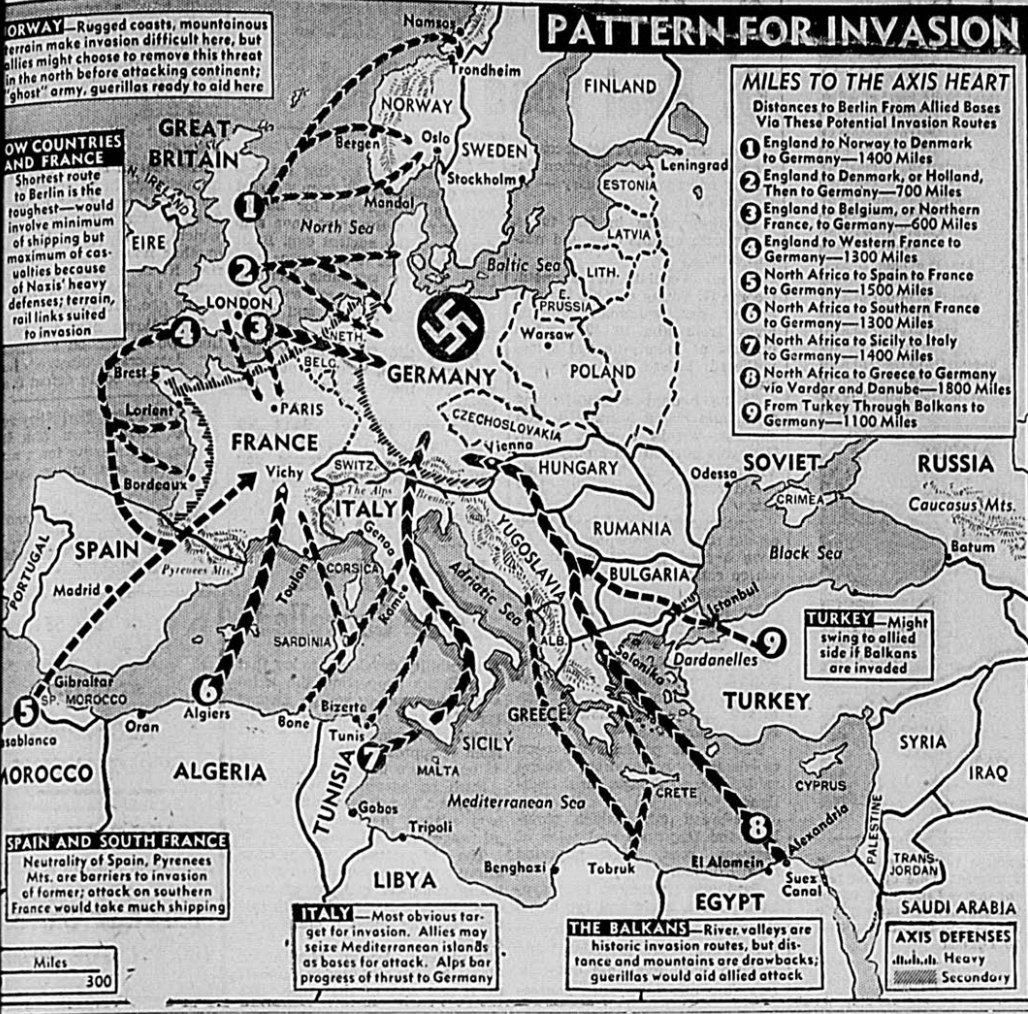 PATTERN FOR INVASION
ORWAY—Rugged coasts, mountainous
terrain make invasion difficult here, but
allies might choose to remove this threat
in the north before attacking continent;
"ghost" army, guerillas ready to aid here
OW COUNTRIES
AND FRANCE
Shortest route
to Berlin is the
toughest—would
involve minimum
of shipping but
maximum of cas-
ualties because
of Nazis' heavy
defenses; terrain,
rail links suited
to invasion
MILES TO THE AXIS HEART
Distances to Berlin From Allied Bases
Via These Potential Invasion Routes
1 England to Norway to Denmark
to Germany—1400 Miles
2 England to Denmark, or Holland,
Then to Germany—700 Miles
3 England to Belgium, or Northern
France, to Germany—600 Miles
4 England to Western France to
Germany—1300 Miles
5 North Africa to Spain to France
to Germany—1500 Miles
6 North Africa to Southern France
to Germany—1300 Miles
7 North Africa to Sicily to Italy
to Germany—1400 Miles
8 North Africa to Greece to Germany
via Vardar and Danube—1800 Miles
9 From Turkey Through Balkans to
Germany—1100 Miles
Namsos
Trondheim
NORWAY
FINLAND
GREAT
BRITAIN
Bergen
Oslo
SWEDEN
Leningrad
N. IRELAND
Stockholm
ESTONIA
1
Mandal
North Sea
EIRE
LATVIA
2
Baltic Sea
LITH.
LONDON
E.
PRUSSIA
4
3
NETH.
Warsaw
BELG.
Brest
GERMANY
POLAND
Lorient
PARIS
CZECHOSLOVAKIA
FRANCE
Vienna
Vichy
SWITZ.
HUNGARY
Odessa
SOVIET
RUSSIA
Bordeaux
The Alps
Brenner
CRIMEA
Caucasus Mts.
ITALY
PORTUGAL
SPAIN
Genoa
YUGOSLAVIA
RUMANIA
Black Sea
Batum
Pyrenees Mts.
Toulon
CORSICA
Adriatic Sea
BULGARIA
Madrid
Rome
Istanbul
SARDINIA
ALB.
Salonika
Dardanelles
9
TURKEY—Might
swing to allied
side if Balkans
are invaded
Gibraltar
SP. MOROCCO
5
6
TURKEY
Oran
Algiers
Bone
Bizerte
GREECE
asablanca
Tunis
7
SICILY
SYRIA
MOROCCO
ALGERIA
TUNISIA
MALTA
CRETE
CYPRUS
IRAQ
Mediterranean Sea
Gabes
8
Alexandria
PALESTINE
Tripoli
Benghazi
Tobruk
El Alamein
Suez
Canal
TRANS-
JORDAN
LIBYA
EGYPT
SAUDI ARABIA
SPAIN AND SOUTH FRANCE
Neutrality of Spain, Pyrenees
Mts. are barriers to invasion
of former; attack on southern
France would take much shipping
ITALY—Most obvious tar-
get for invasion. Allies may
seize Mediterranean islands
as bases for attack. Alps bar
progress of thrust to Germany
THE BALKANS—River valleys are
historic invasion routes, but dis-
tance and mountains are drawbacks;
guerillas would aid allied attack
AXIS DEFENSES
Heavy
Secondary
Miles
300